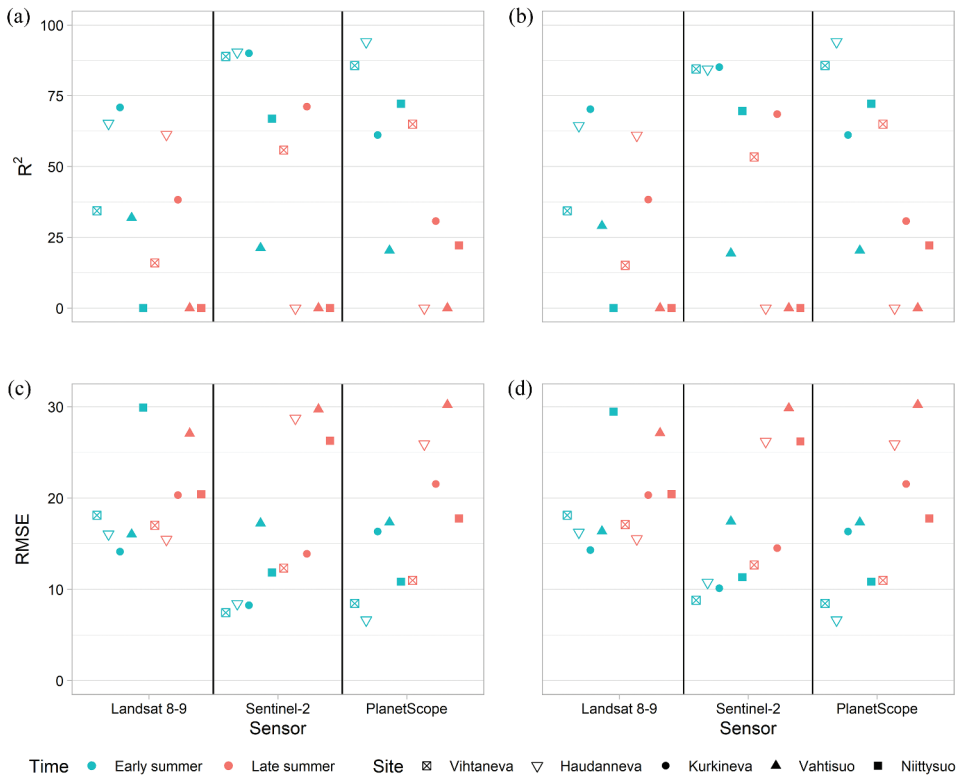 (a)
(b)
100
75
50
25
0
R2
(c)
(d)
30
20
10
0
RMSE
Landsat 8-9 Sentinel-2 PlanetScope
Sensor
Landsat 8-9 Sentinel-2 PlanetScope
Sensor
Time Early summer Late summer Site Vihtaneva Haudanneva Kurkineva Vahtisuo Niittysuo